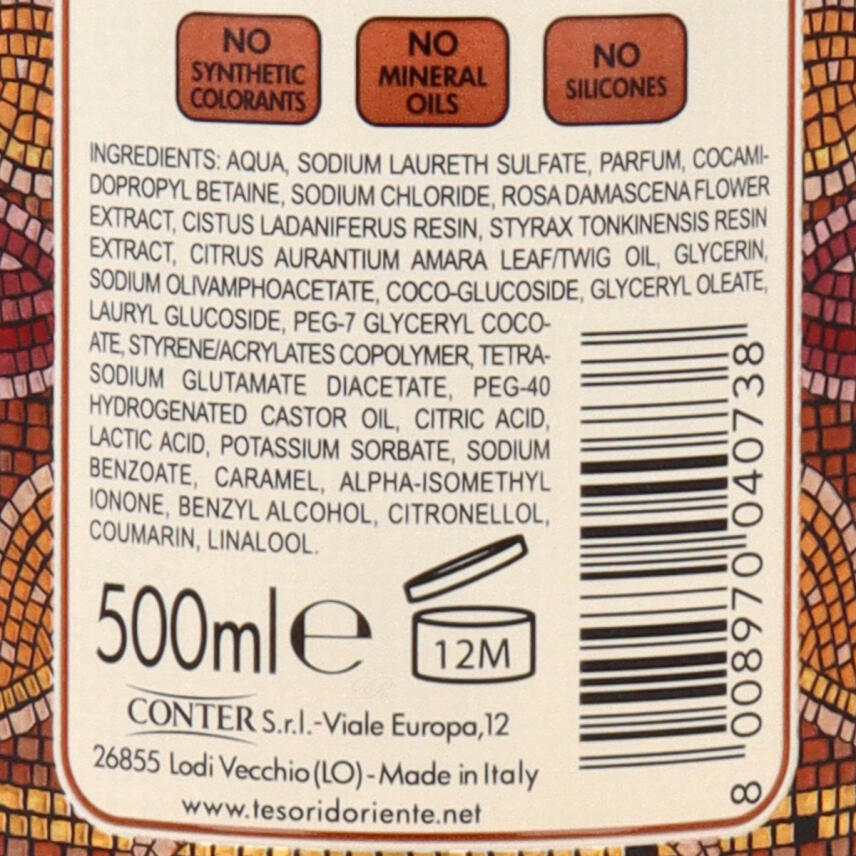 NO
SYNTHETIC
COLORANTS
NO
MINERAL
OILS
NO
SILICONES
INGREDIENTS: AQUA, SODIUM LAURETH SULFATE, PARFUM, COCAMI-
DOPROPYL BETAINE, SODIUM CHLORIDE, ROSA DAMASCENA FLOWER
EXTRACT, CISTUS LADANIFERUS RESIN, STYRAX TONKINENSIS RESIN
EXTRACT, CITRUS AURANTIUM AMARA LEAF/TWIG OIL, GLYCERIN,
SODIUM OLIVAMPHOACETATE, COCO-GLUCOSIDE, GLYCERYL OLEATE,
LAURYL GLUCOSIDE, PEG-7 GLYCERYL COCO-
ATE, STYRENE/ACRYLATES COPOLYMER, TETRA-
SODIUM GLUTAMATE DIACETATE, PEG-40
HYDROGENATED CASTOR OIL, CITRIC ACID,
LACTIC ACID, POTASSIUM SORBATE, SODIUM
BENZOATE, CARAMEL, ALPHA-ISOMETHYL
IONONE, BENZYL ALCOHOL, CITRONELLOL,
COUMARIN, LINALOOL.
500ml e
12M
CONTER S.r.l.-Viale Europa,12
26855 Lodi Vecchio (LO) - Made in Italy
www.tesoridoriente.net
8 008970 040738